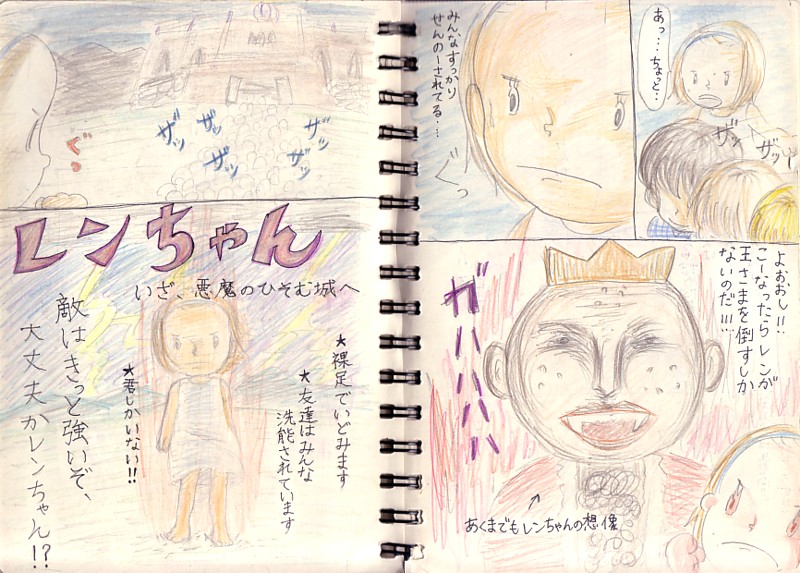 あっ・・ちょっと・・
ザッ
ザッ
みんなすっかり
せんのーされてる・・・
ぐっ
よおおし!!
こーなったらレンが
王さまを倒すしか
ないのだ!!!
ガハハハハ
あくまでもレンちゃんの想像
ザッ
ザッ
ザッ
ザッ
ザッ
ぐっ
レンちゃん
いざ、悪魔のひそむ城へ
★裸足でいどみます
★友達はみんな
洗能されています
★君しかいない!!
敵はきっと強いぞ、
大丈夫かレンちゃん!?